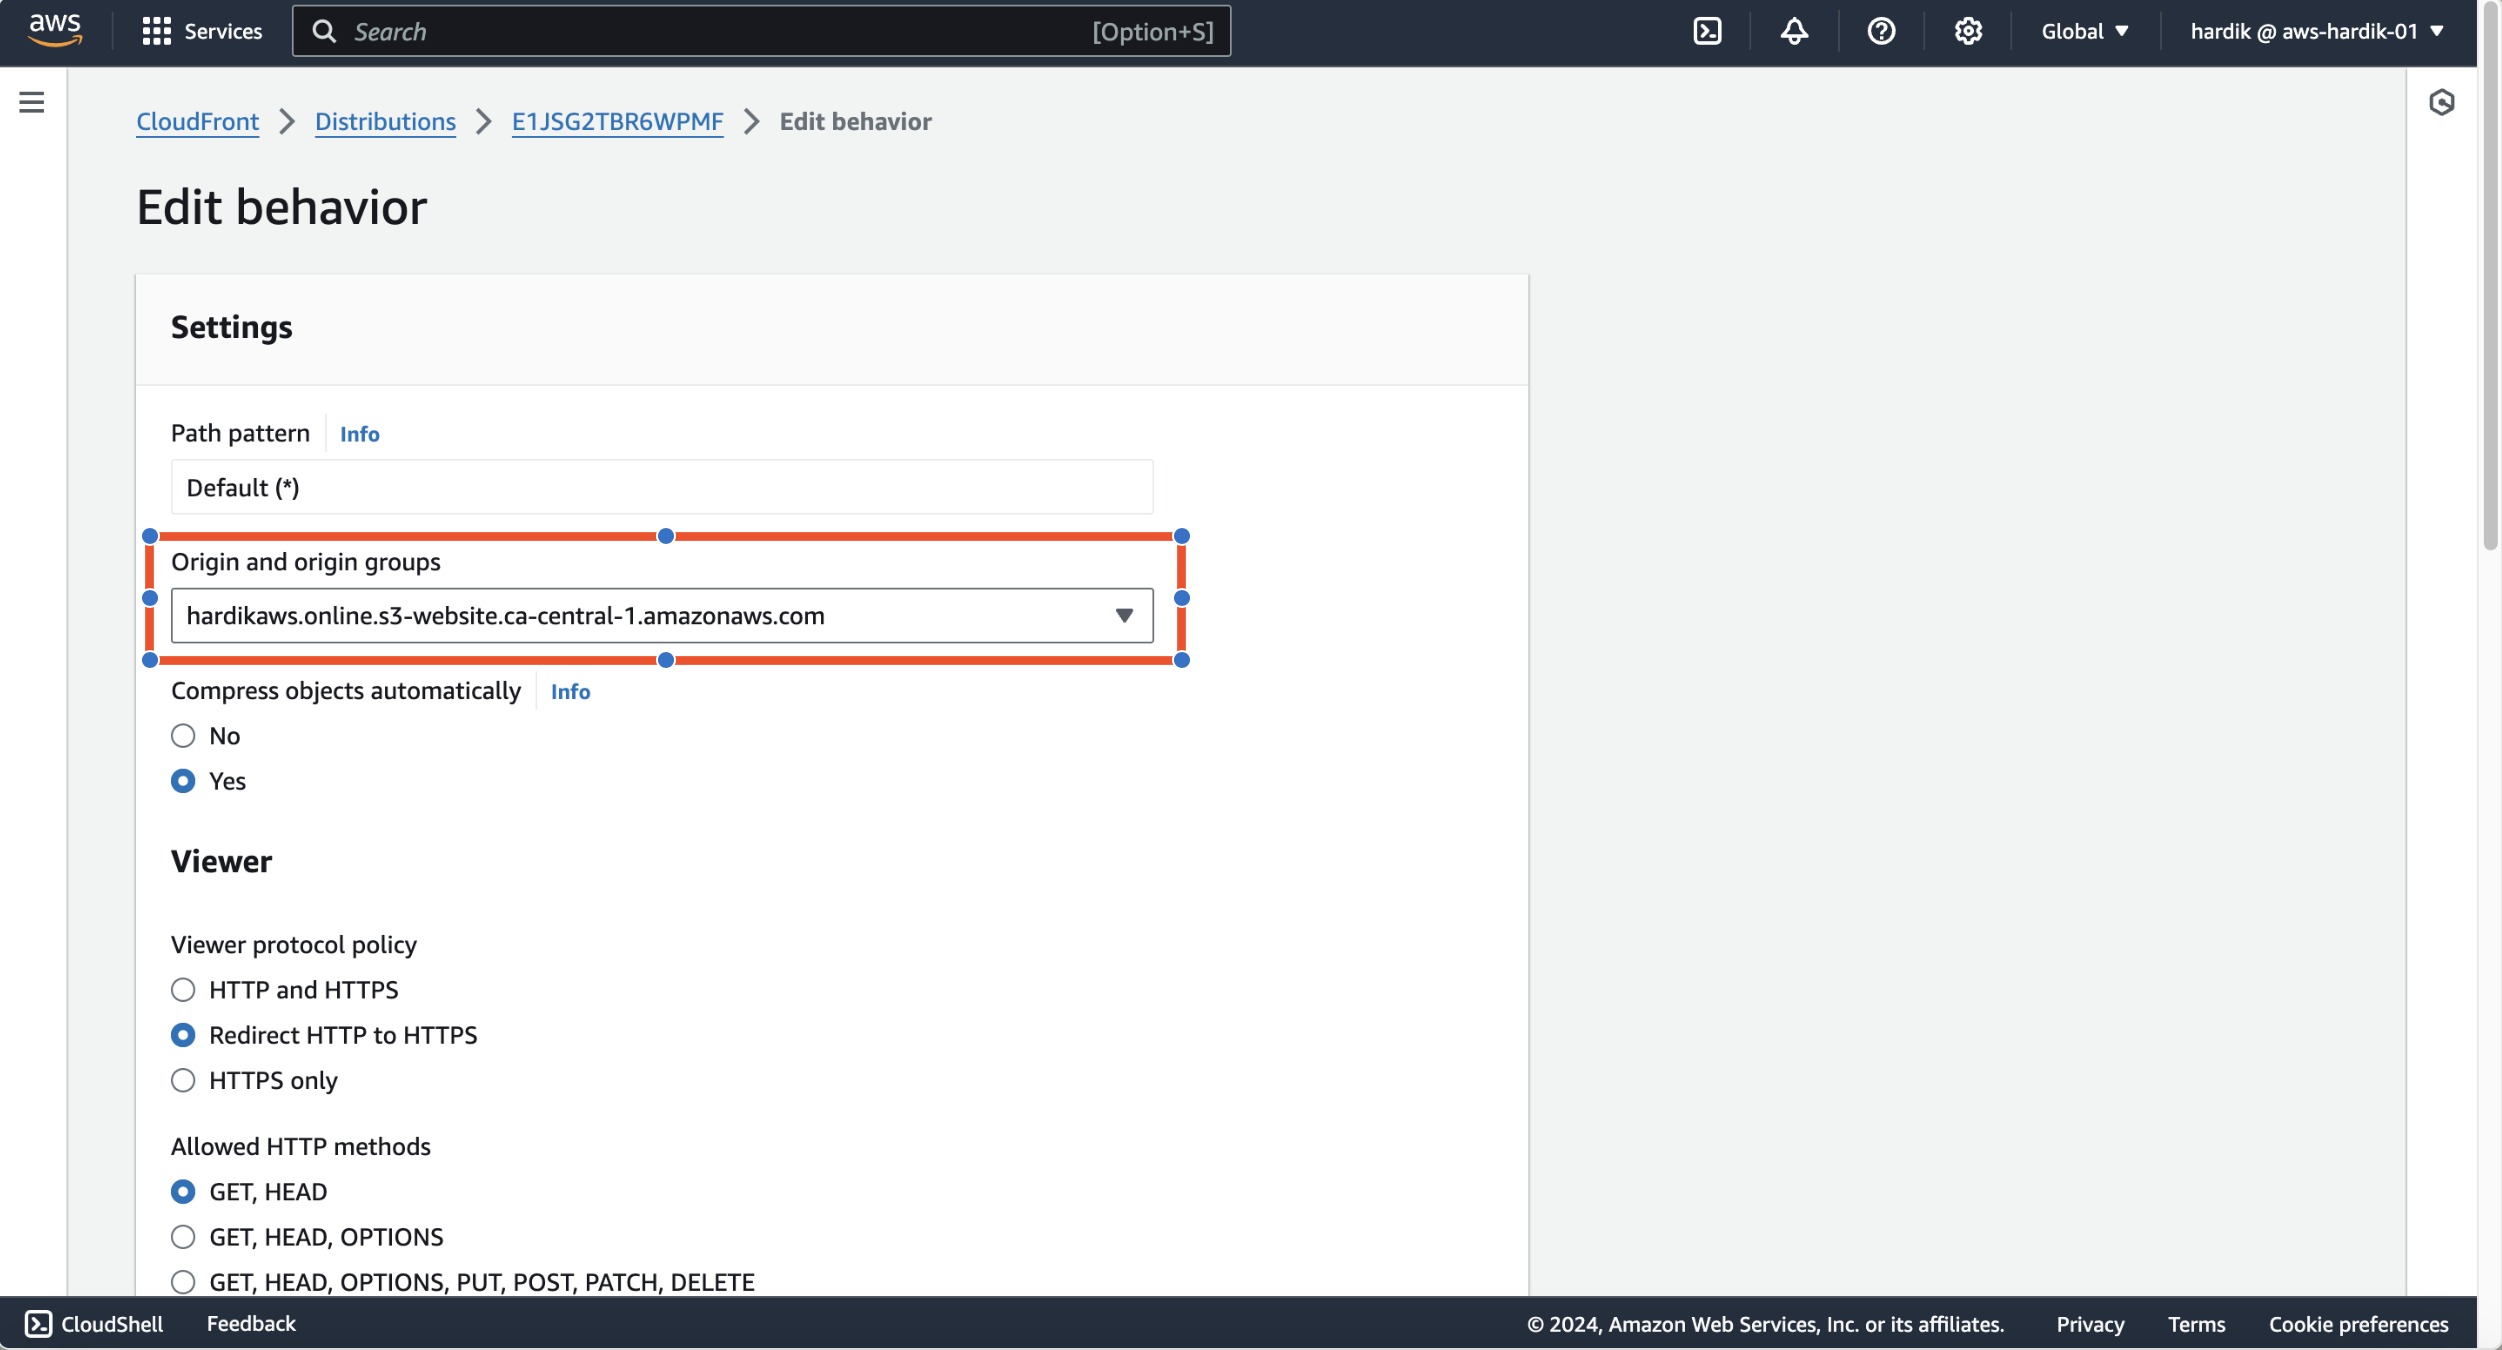 aws
Services
Search
[Option+S]
Global
hardik @ aws-hardik-01
CloudFront
Distributions
E1JSG2TBR6WPMF
Edit behavior
Edit behavior
Settings
Path pattern
Info
Default (*)
Origin and origin groups
hardikaws.online.s3-website.ca-central-1.amazonaws.com
Compress objects automatically
Info
No
Yes
Viewer
Viewer protocol policy
HTTP and HTTPS
Redirect HTTP to HTTPS
HTTPS only
Allowed HTTP methods
GET, HEAD
GET, HEAD, OPTIONS
GET, HEAD, OPTIONS, PUT, POST, PATCH, DELETE
CloudShell
Feedback
© 2024, Amazon Web Services, Inc. or its affiliates.
Privacy
Terms
Cookie preferences